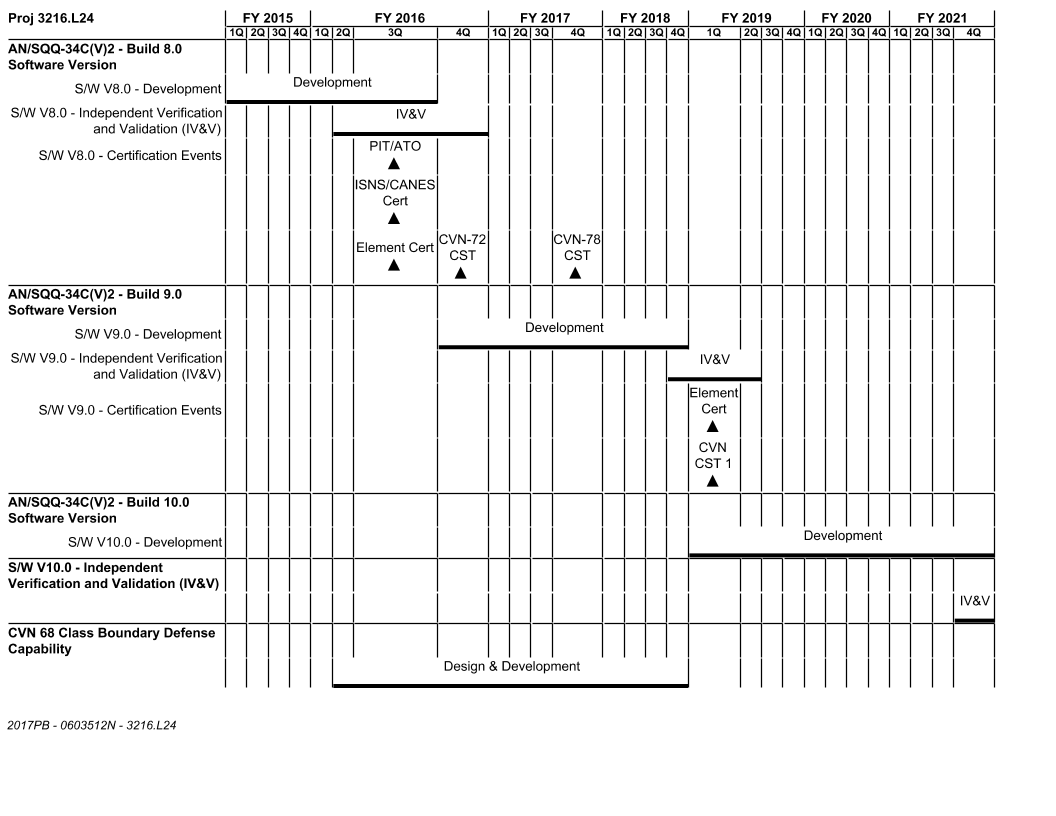 Proj 3216.L24 FY 2015 FY 2016 FY 2017 FY 2018 FY 2019 FY 2020 FY 2021
1Q 2Q 3Q 4Q 1Q 2Q 3Q 4Q 1Q 2Q 3Q 4Q 1Q 2Q 3Q 4Q 1Q 2Q 3Q 4Q 1Q 2Q 3Q 4Q 1Q 2Q 3Q 4Q
AN/SQQ-34C(V)2 - Build 8.0
Software Version
S/W V8.0 - Development
Development
S/W V8.0 - Independent Verification
and Validation (IV&V)
IV&V
S/W V8.0 - Certification Events
PIT/ATO
ISNS/CANES
Cert
Element Cert
CVN-72
CST
CVN-78
CST
AN/SQQ-34C(V)2 - Build 9.0
Software Version
S/W V9.0 - Development
Development
S/W V9.0 - Independent Verification
and Validation (IV&V)
IV&V
S/W V9.0 - Certification Events
Element
Cert
CVN
CST 1
AN/SQQ-34C(V)2 - Build 10.0
Software Version
S/W V10.0 - Development
Development
S/W V10.0 - Independent
Verification and Validation (IV&V)
IV&V
CVN 68 Class Boundary Defense
Capability
Design & Development
2017PB - 0603512N - 3216.L24